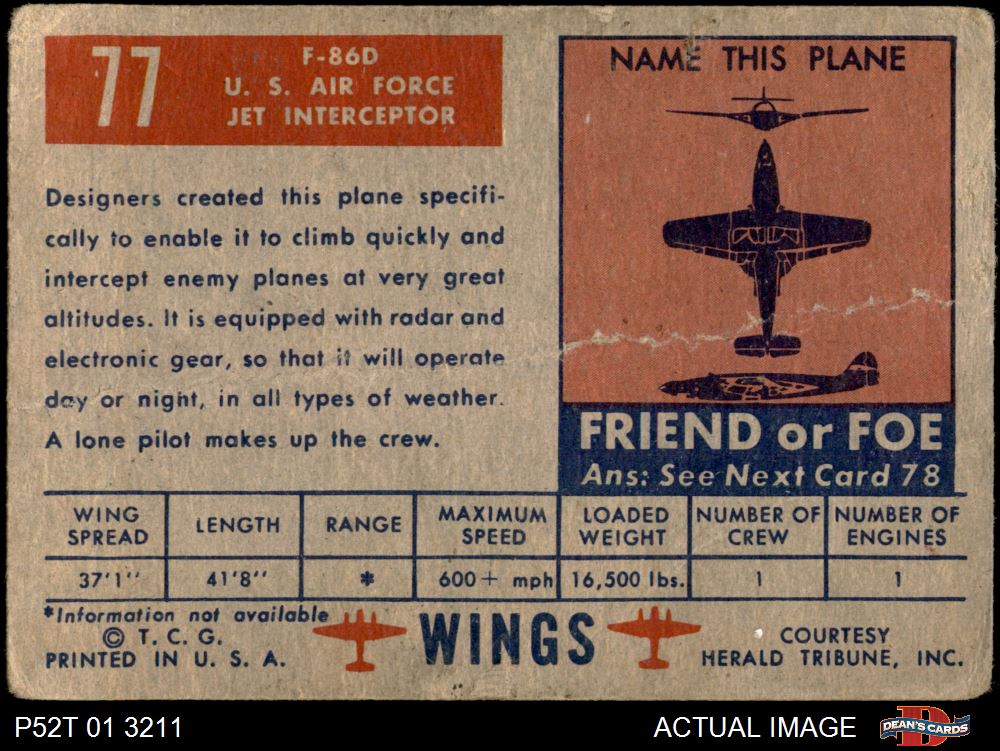 77
F-86D
U. S. AIR FORCE
JET INTERCEPTOR
Designers created this plane specifi-
cally to enable it to climb quickly and
intercept enemy planes at very great
altitudes. It is equipped with radar and
electronic gear, so that it will operate
day or night, in all types of weather.
A lone pilot makes up the crew.
NAME THIS PLANE
FRIEND or FOE
Ans: See Next Card 78
WING SPREAD LENGTH RANGE MAXIMUM SPEED LOADED WEIGHT NUMBER OF CREW NUMBER OF ENGINES
37'1'' 41'8'' * 600+ mph 16,500 lbs. 1 1
*Information not available
© T. C. G.
PRINTED IN U. S. A.
WINGS
COURTESY
HERALD TRIBUNE, INC.
P52T 01 3211
ACTUAL IMAGE
DEAN'S CARDS